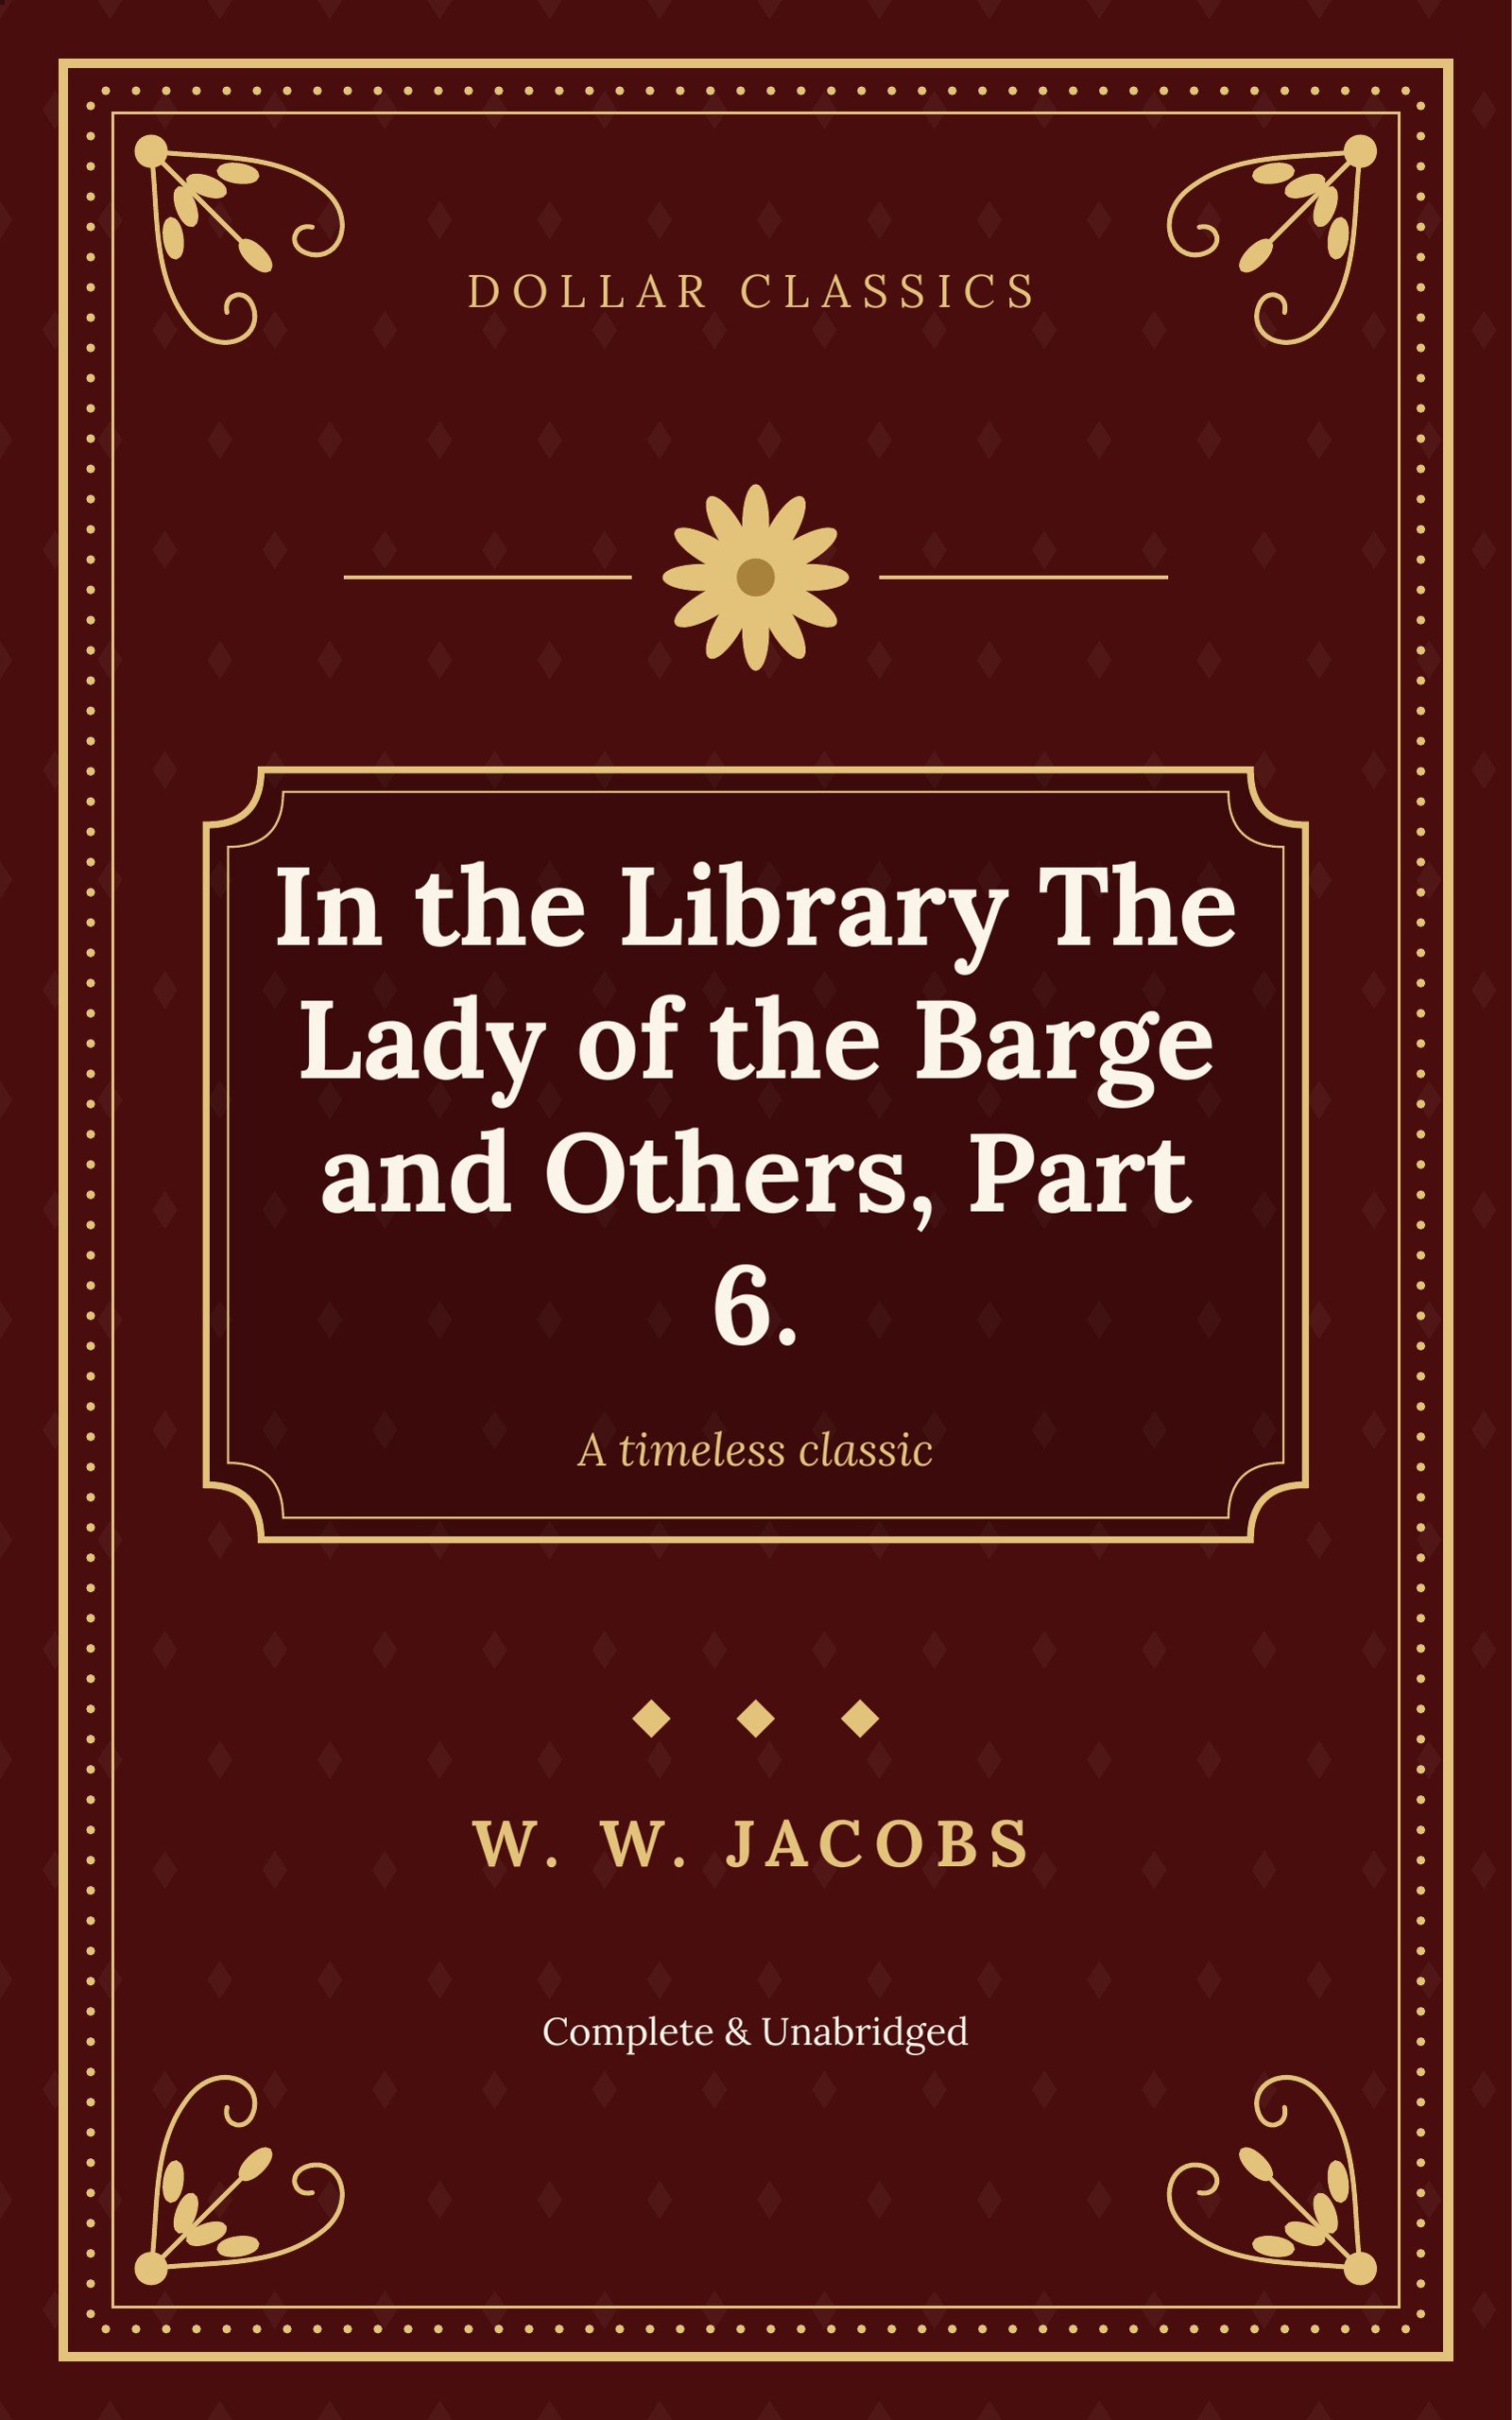 DOLLAR CLASSICS
In the Library The
Lady of the Barge
and Others, Part
6.
A timeless classic
W. W. JACOBS
Complete & Unabridged